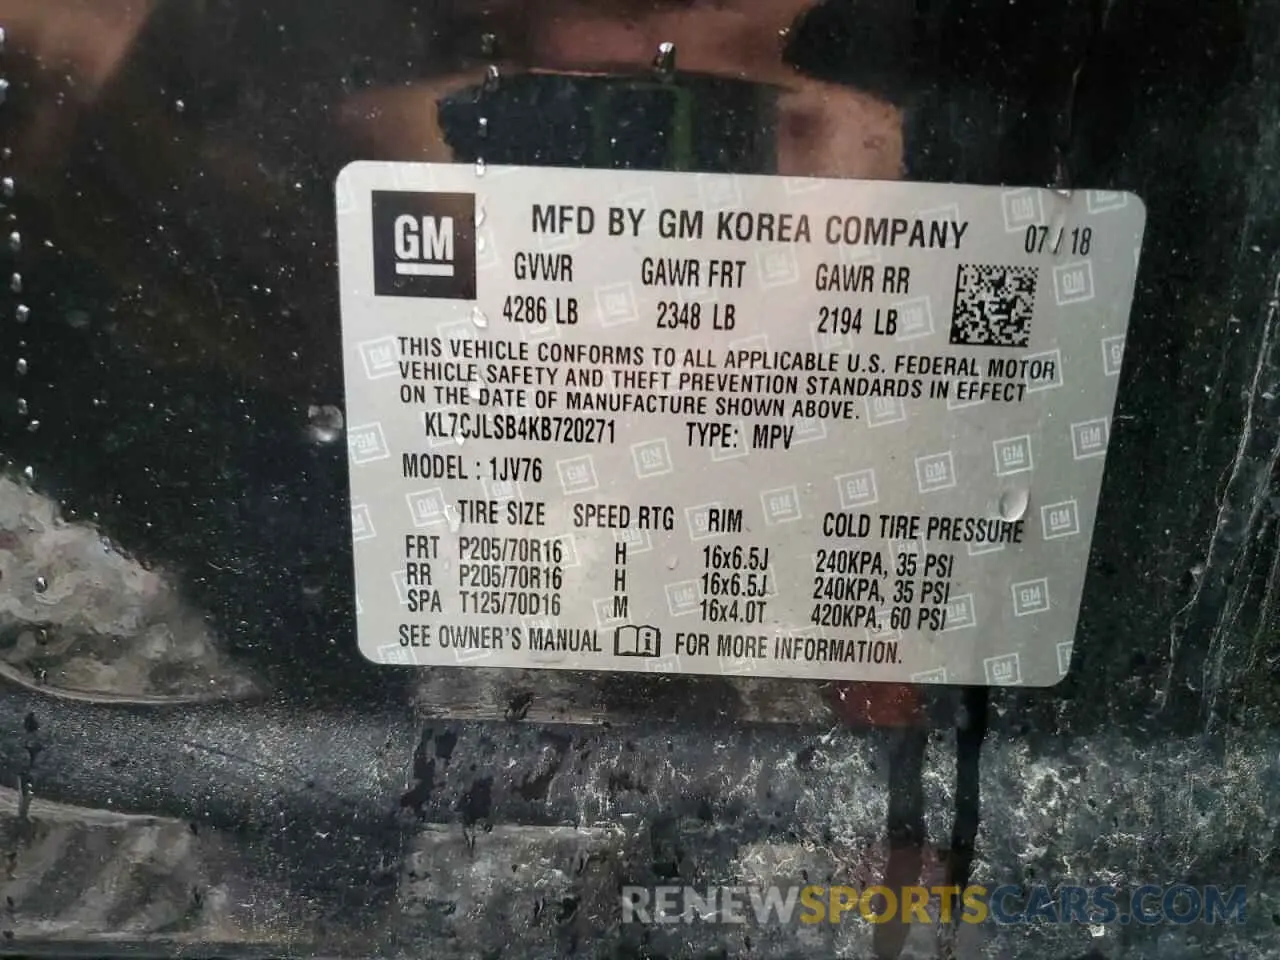 GM
MFD BY GM KOREA COMPANY 07 / 18
GVWR GAWR FRT GAWR RR
4286 LB 2348 LB 2194 LB
THIS VEHICLE CONFORMS TO ALL APPLICABLE U.S. FEDERAL MOTOR
VEHICLE SAFETY AND THEFT PREVENTION STANDARDS IN EFFECT
ON THE DATE OF MANUFACTURE SHOWN ABOVE.
KL7CJLSB4KB720271 TYPE: MPV
MODEL : 1JV76
TIRE SIZE SPEED RTG RIM COLD TIRE PRESSURE
FRT P205/70R16 H 16x6.5J 240KPA, 35 PSI
RR P205/70R16 H 16x6.5J 240KPA, 35 PSI
SPA T125/70D16 M 16x4.0T 420KPA, 60 PSI
SEE OWNER'S MANUAL i FOR MORE INFORMATION.
RENEWSPORTSCARS.COM